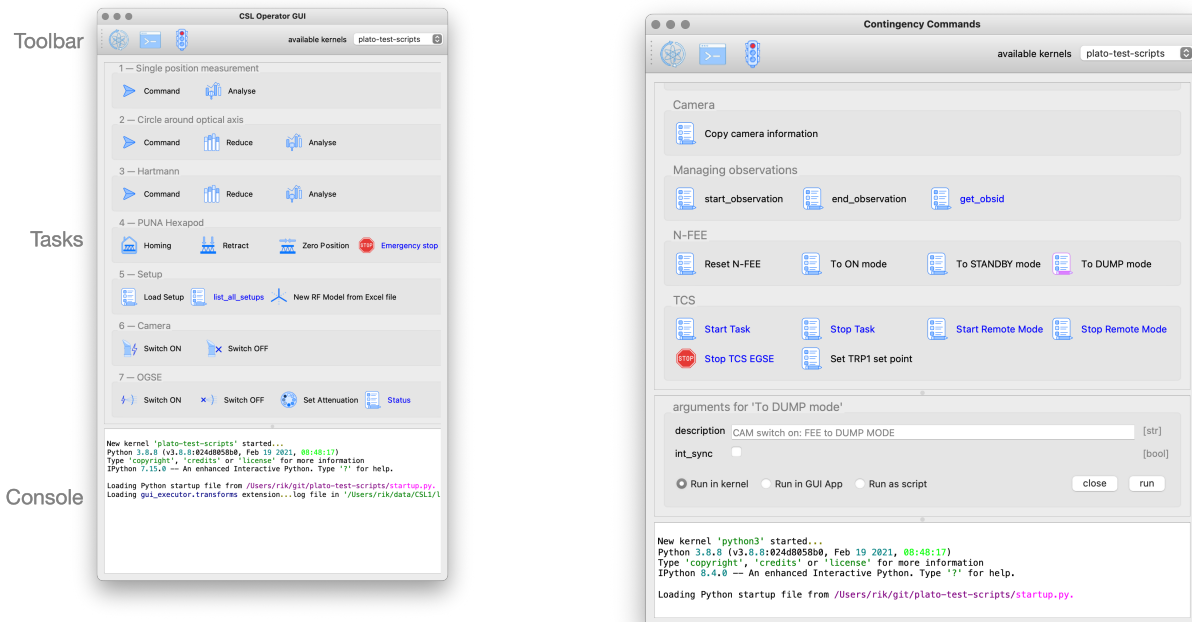 Toolbar
Tasks
Console
CSL Operator GUI
available kernels plato-test-scripts
1 — Single position measurement
Command Analyse
2 — Circle around optical axis
Command Reduce Analyse
3 — Hartmann
Command Reduce Analyse
4 — PUNA Hexapod
Homing Retract Zero Position STOP Emergency stop
5 — Setup
Load Setup list_all_setups New RF Model from Excel file
6 — Camera
Switch ON Switch OFF
7 — OGSE
Switch ON Switch OFF Set Attenuation Status
New kernel 'plato-test-scripts' started...
Python 3.8.8 (v3.8.8:024d8058b0, Feb 19 2021, 08:48:17)
Type 'copyright', 'credits' or 'license' for more information
IPython 7.15.0 -- An enhanced Interactive Python. Type '?' for help.
Loading Python startup file from /Users/rik/git/plato-test-scripts/startup.py.
Loading gui_executor.transforms extension...log file in '/Users/rik/data/CSL1/l
Contingency Commands
available kernels plato-test-scripts
Camera
Copy camera information
Managing observations
start_observation end_observation get_obsid
N-FEE
Reset N-FEE To ON mode To STANDBY mode To DUMP mode
TCS
Start Task Stop Task Start Remote Mode Stop Remote Mode
STOP Stop TCS EGSE Set TRP1 set point
arguments for 'To DUMP mode'
description CAM switch on: FEE to DUMP MODE [str]
int_sync [bool]
Run in kernel Run in GUI App Run as script close run
New kernel 'python3' started...
Python 3.8.8 (v3.8.8:024d8058b0, Feb 19 2021, 08:48:17)
Type 'copyright', 'credits' or 'license' for more information
IPython 8.4.0 -- An enhanced Interactive Python. Type '?' for help.
Loading Python startup file from /Users/rik/git/plato-test-scripts/startup.py.